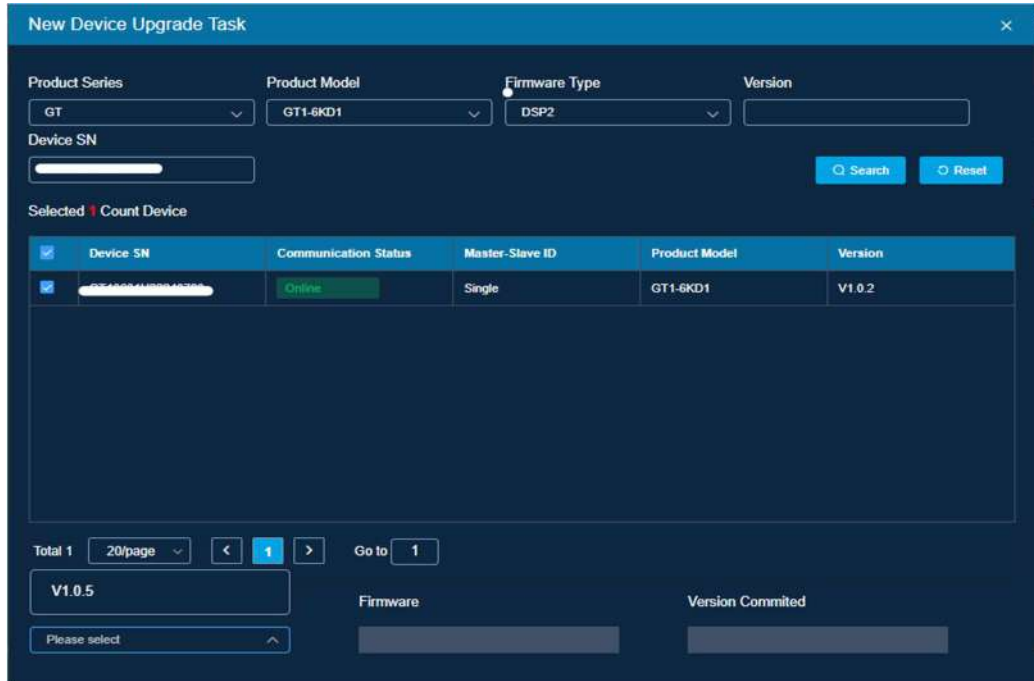 New Device Upgrade Task
Product Series Product Model Firmware Type Version
GT GT1-6KD1 DSP2
Device SN
Search Reset
Selected 1 Count Device
Device SN Communication Status Master-Slave ID Product Model Version
Online Single GT1-6KD1 V1.0.2
Total 1 20/page < 1 > Go to 1
V1.0.5
Firmware Version Commited
Please select